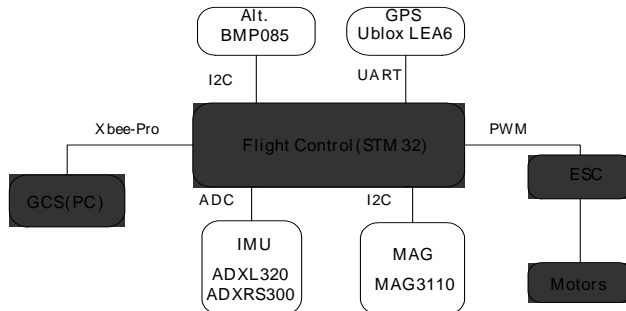 Alt.
BMP085
GPS
Ublox LEA6
I2C
UART
Xbee-Pro
Flight Control(STM 32)
PWM
GCS(PC)
ESC
ADC
I2C
IMU
ADXL320
ADXRS300
MAG
MAG3110
Motors